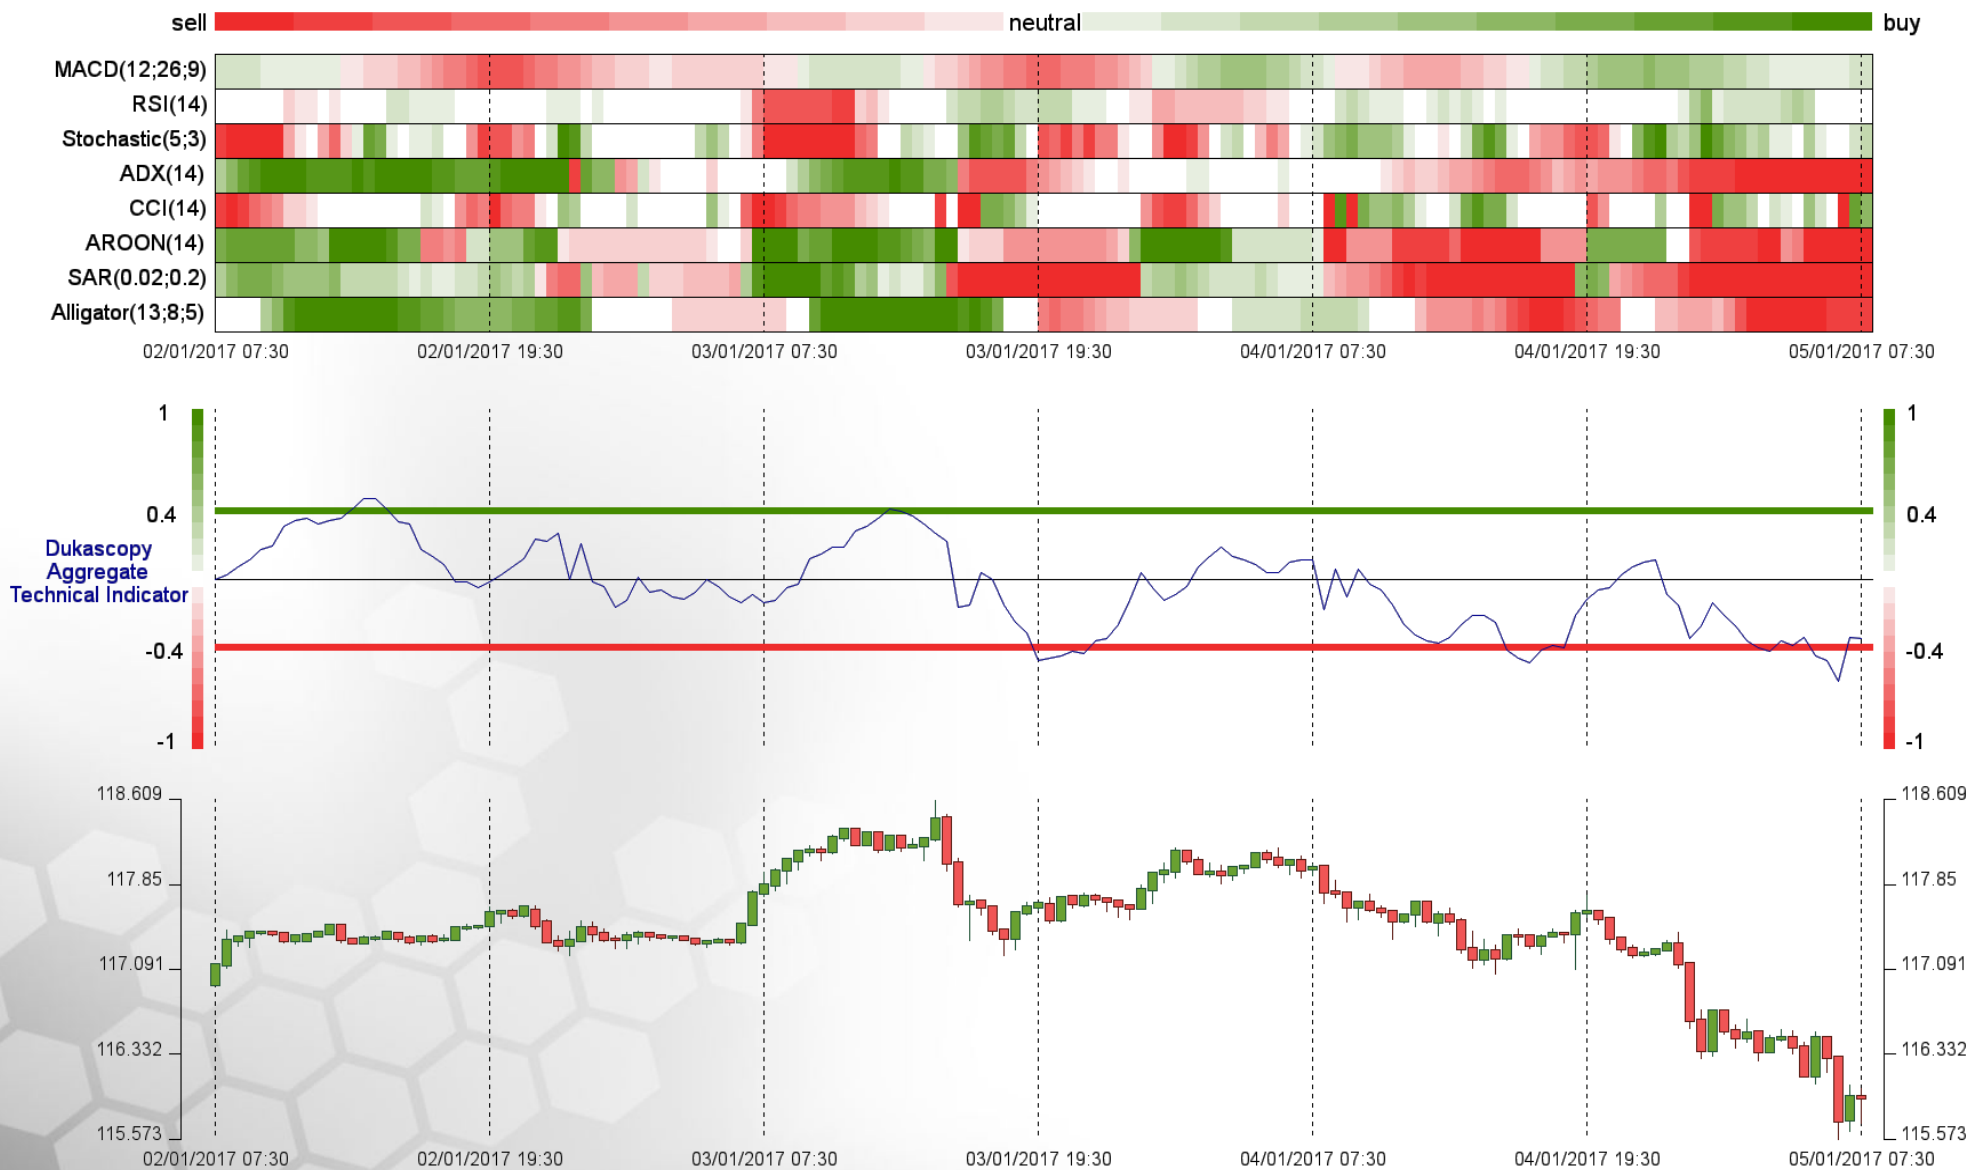 sell neutral buy
MACD(12;26;9)
RSI(14)
Stochastic(5;3)
ADX(14)
CCI(14)
AROON(14)
SAR(0.02;0.2)
Alligator(13;8;5)
02/01/2017 07:30 02/01/2017 19:30 03/01/2017 07:30 03/01/2017 19:30 04/01/2017 07:30 04/01/2017 19:30 05/01/2017 07:30
1 1
0.4 0.4
Dukascopy
Aggregate
Technical Indicator
-0.4 -0.4
-1 -1
118.609 118.609
117.85 117.85
117.091 117.091
116.332 116.332
115.573 115.573
02/01/2017 07:30 02/01/2017 19:30 03/01/2017 07:30 03/01/2017 19:30 04/01/2017 07:30 04/01/2017 19:30 05/01/2017 07:30